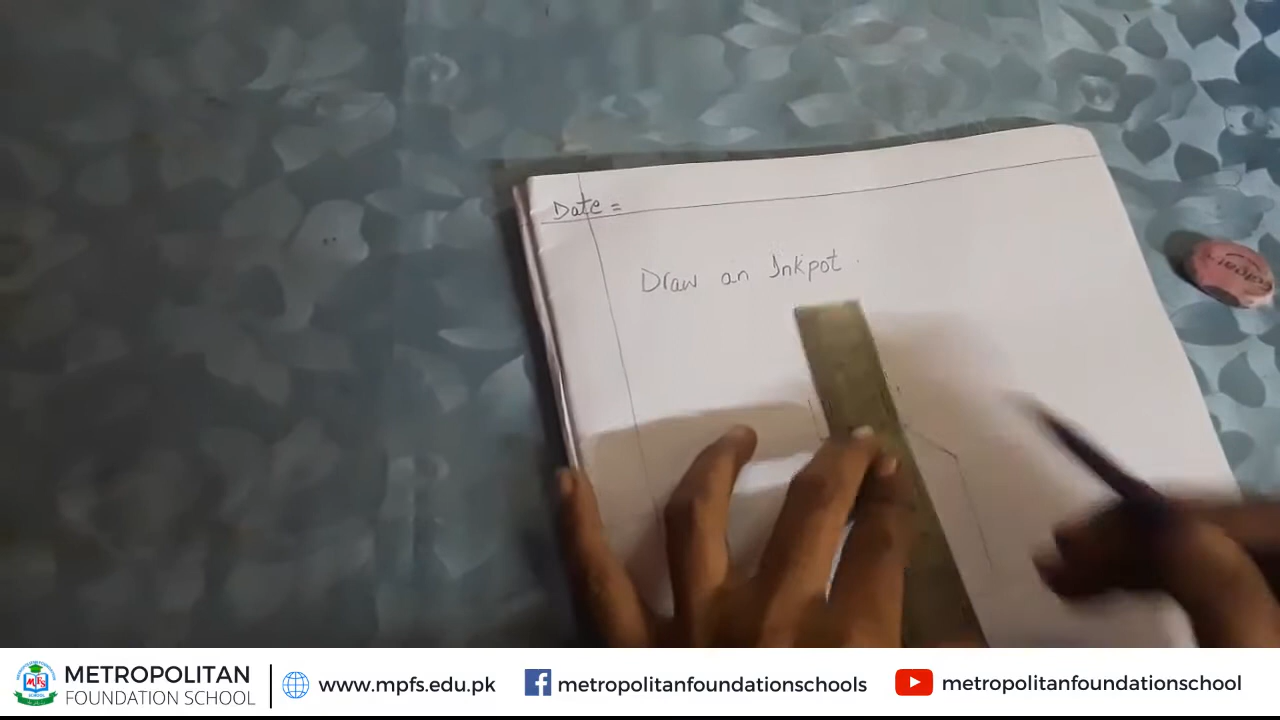 Date =
Draw an Inkpot.
METROPOLITAN
FOUNDATION SCHOOL
www.mpfs.edu.pk
metropolitanfoundationschools
metropolitanfoundationschool